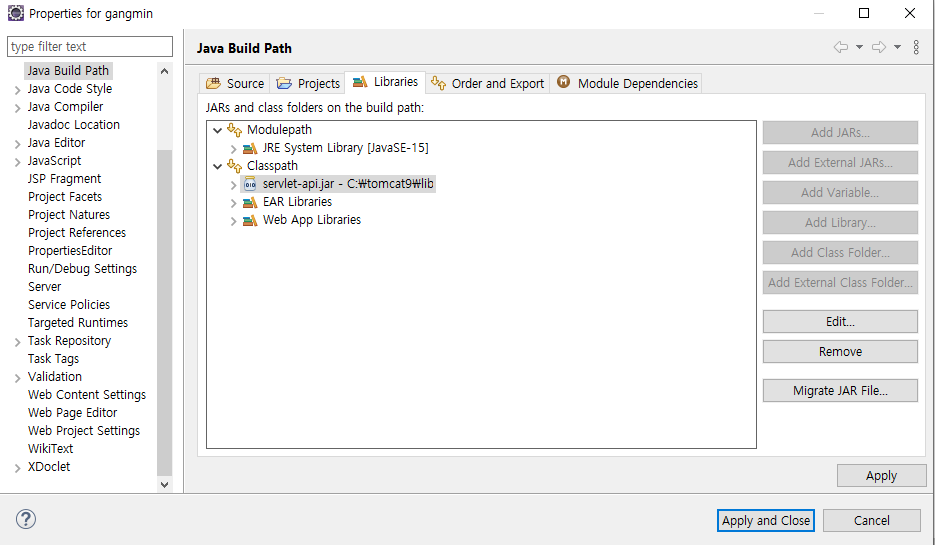 Properties for gangmin
type filter text
Java Build Path
Java Code Style
Java Compiler
Javadoc Location
Java Editor
JavaScript
JSP Fragment
Project Facets
Project Natures
Project References
PropertiesEditor
Run/Debug Settings
Server
Service Policies
Targeted Runtimes
Task Repository
Task Tags
Validation
Web Content Settings
Web Page Editor
Web Project Settings
WikiText
XDoclet
Java Build Path
Source
Projects
Libraries
Order and Export
M
Module Dependencies
JARs and class folders on the build path:
Modulepath
JRE System Library [JavaSE-15]
Classpath
010
servlet-api.jar - C:₩tomcat9₩lib
EAR Libraries
Web App Libraries
Add JARs...
Add External JARs...
Add Variable...
Add Library...
Add Class Folder...
Add External Class Folder...
Edit...
Remove
Migrate JAR File...
Apply
?
Apply and Close
Cancel